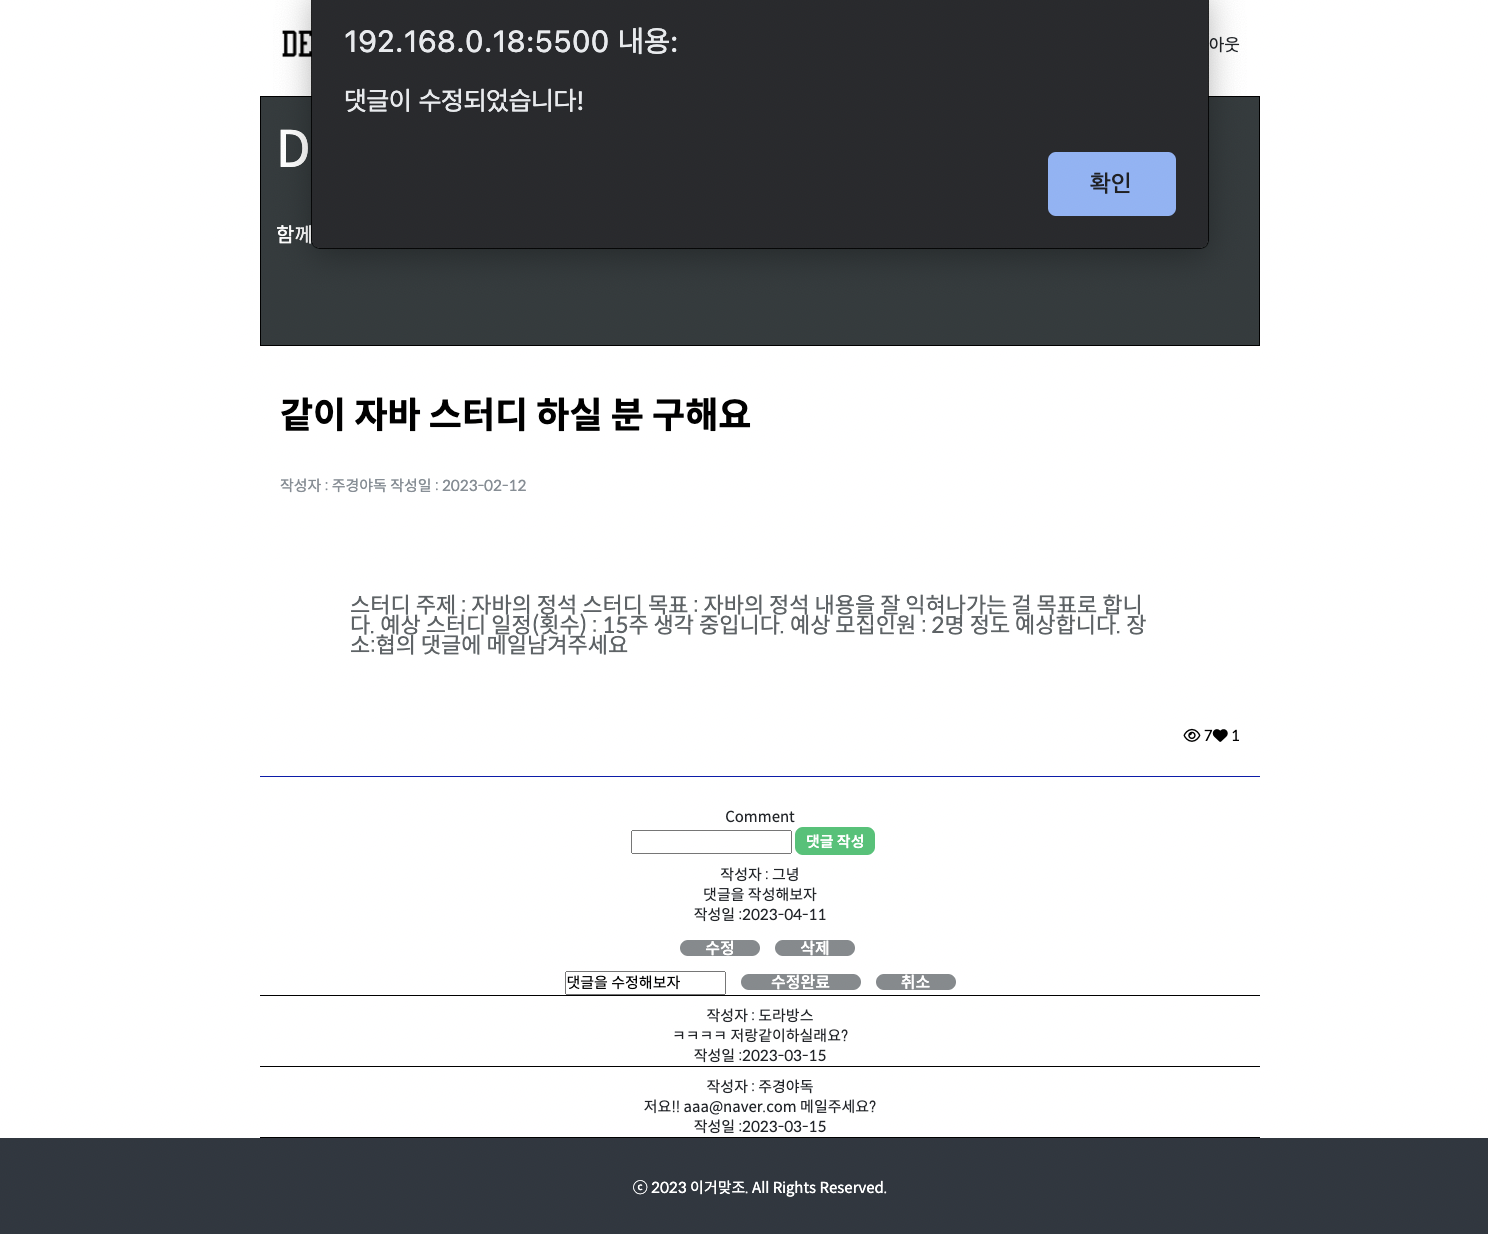 192.168.0.18:5500 내용:
댓글이 수정되었습니다!
확인
DE
아웃
D
함께
같이 자바 스터디 하실 분 구해요
작성자 : 주경야독 작성일 : 2023-02-12
스터디 주제 : 자바의 정석 스터디 목표 : 자바의 정석 내용을 잘 익혀나가는 걸 목표로 합니
다. 예상 스터디 일정(횟수) : 15주 생각 중입니다. 예상 모집인원 : 2명 정도 예상합니다. 장
소:협의 댓글에 메일남겨주세요
7 1
Comment
댓글 작성
작성자 : 그녕
댓글을 작성해보자
작성일 :2023-04-11
수정 삭제
댓글을 수정해보자 수정완료 취소
작성자 : 도라방스
ㅋㅋㅋㅋ 저랑같이하실래요?
작성일 :2023-03-15
작성자 : 주경야독
저요!! aaa@naver.com 메일주세요?
작성일 :2023-03-15
ⓒ 2023 이거맞조. All Rights Reserved.